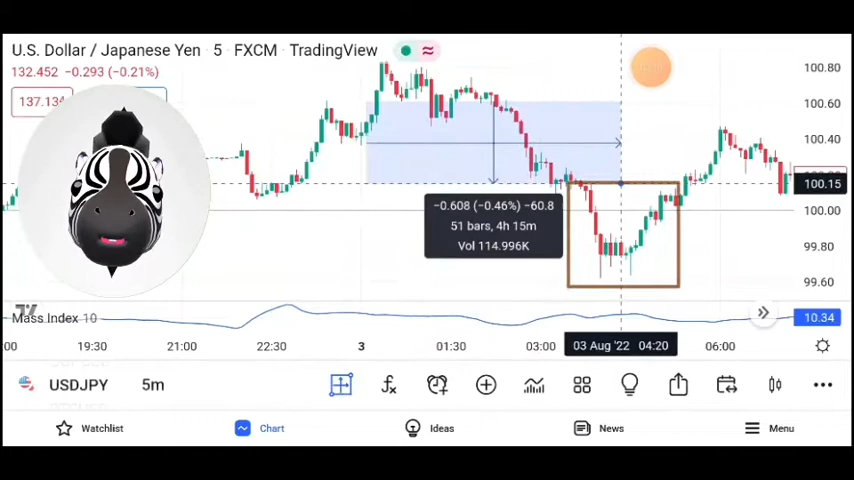 U.S. Dollar / Japanese Yen · 5 · FXCM · TradingView
132.452 −0.293 (−0.21%)
137.134
100.80
100.60
100.40
100.15
100.00
99.80
99.60
−0.608 (−0.46%) −60.8
51 bars, 4h 15m
Vol 114.996K
Mass Index 10
10.34
19:30
21:00
22:30
3
01:30
03:00
03 Aug '22 04:20
06:00
USDJPY 5m
Watchlist
Chart
Ideas
News
Menu